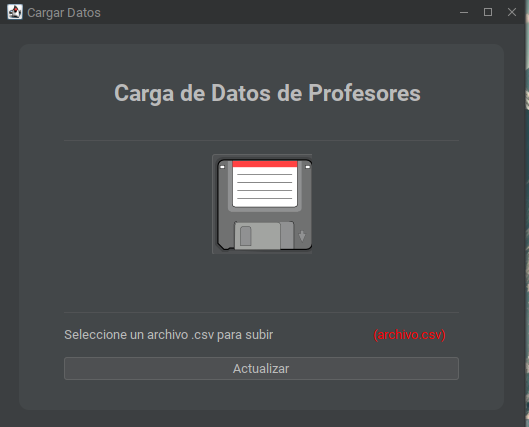 Cargar Datos
Carga de Datos de Profesores
Seleccione un archivo .csv para subir (archivo.csv)
Actualizar